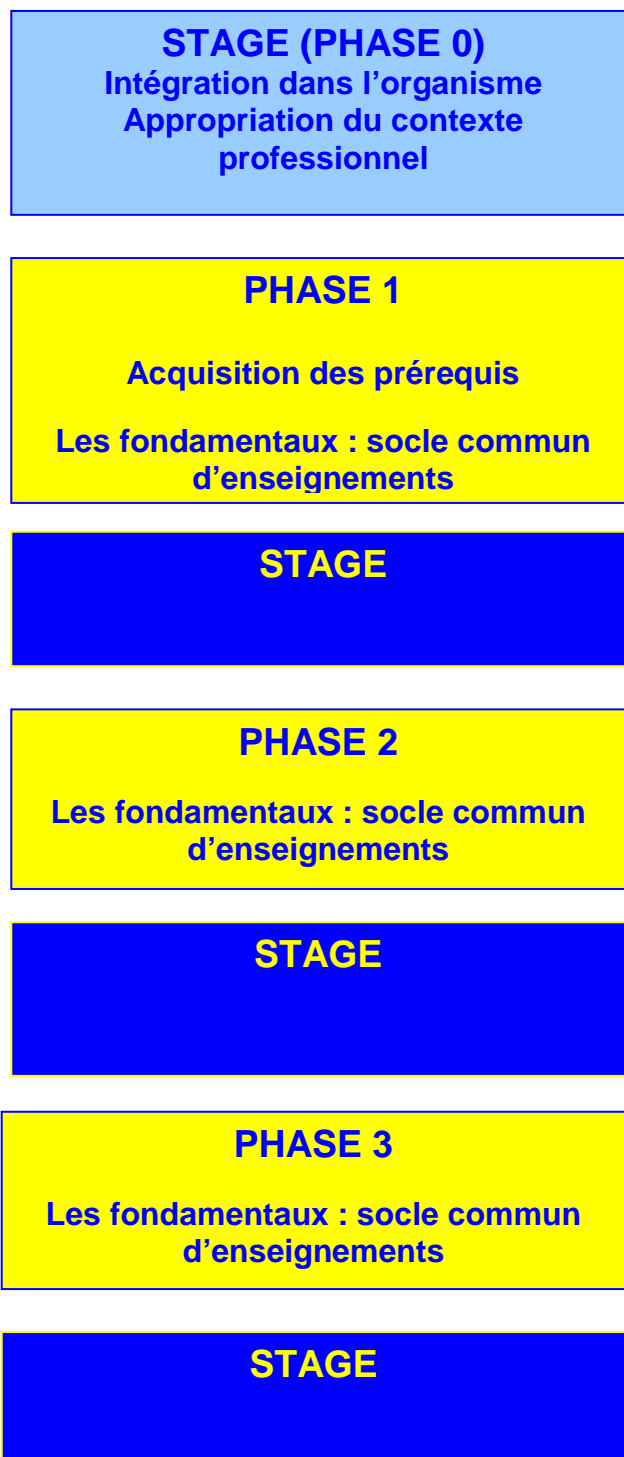 STAGE (PHASE 0)
Intégration dans l’organisme
Appropriation du contexte
professionnel
PHASE 1
Acquisition des prérequis
Les fondamentaux : socle commun
d’enseignements
STAGE
PHASE 2
Les fondamentaux : socle commun
d’enseignements
STAGE
PHASE 3
Les fondamentaux : socle commun
d’enseignements
STAGE